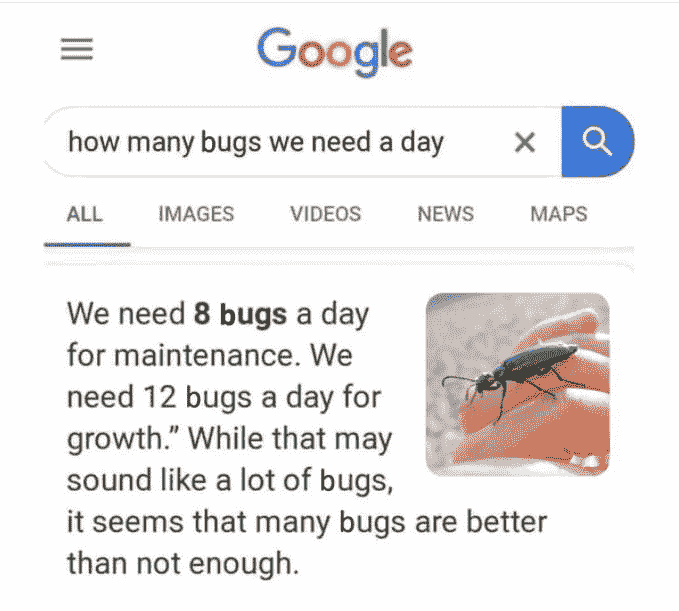 Google
how many bugs we need a day
ALL IMAGES VIDEOS NEWS MAPS
We need 8 bugs a day
for maintenance. We
need 12 bugs a day for
growth.” While that may
sound like a lot of bugs,
it seems that many bugs are better
than not enough.